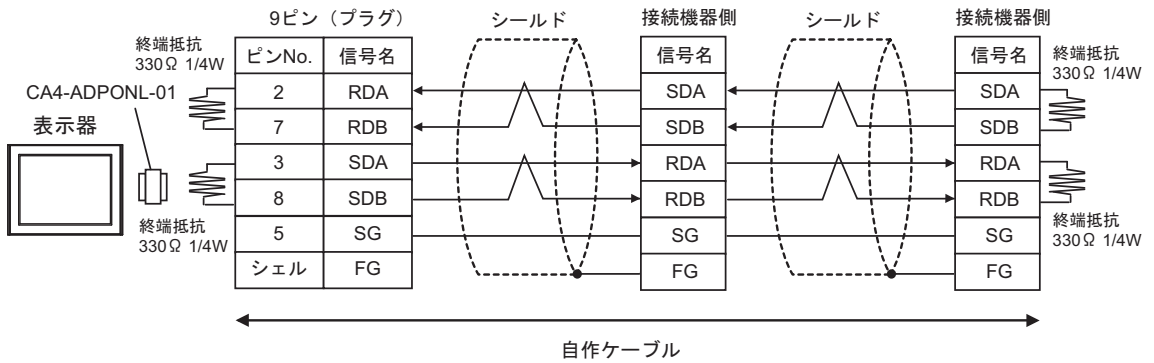 9ピン（プラグ）
シールド
接続機器側
シールド
接続機器側
終端抵抗
330Ω 1/4W
ピンNo.
信号名
信号名
信号名
終端抵抗
330Ω 1/4W
CA4-ADPONL-01
表示器
2
RDA
SDA
SDA
7
RDB
SDB
SDB
3
SDA
RDA
RDA
8
SDB
RDB
RDB
終端抵抗
330Ω 1/4W
5
SG
SG
SG
終端抵抗
330Ω 1/4W
シェル
FG
FG
FG
自作ケーブル